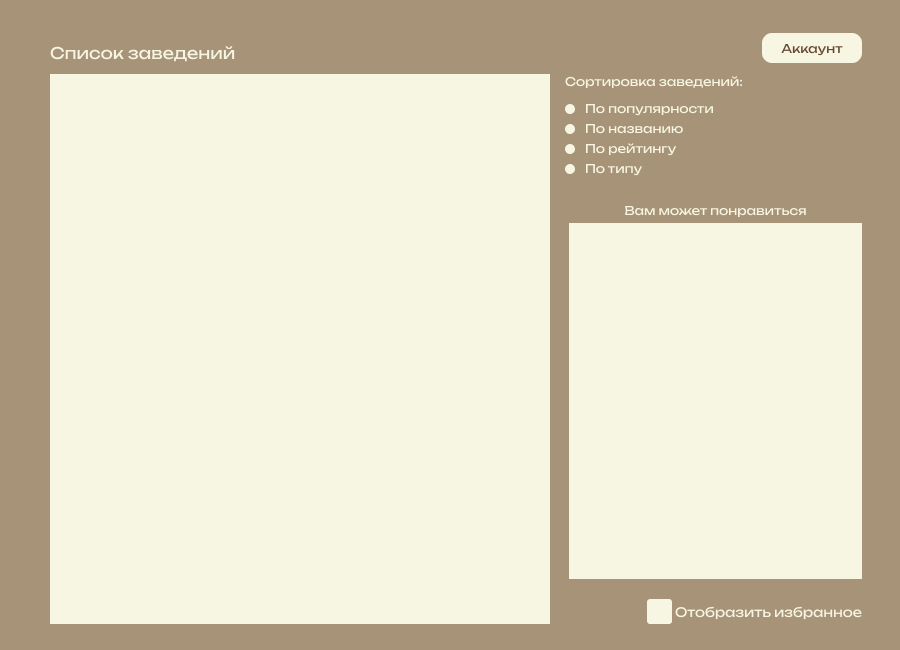 Список заведений
Аккаунт
Сортировка заведений:
По популярности
По названию
По рейтингу
По типу
Вам может понравиться
Отобразить избранное